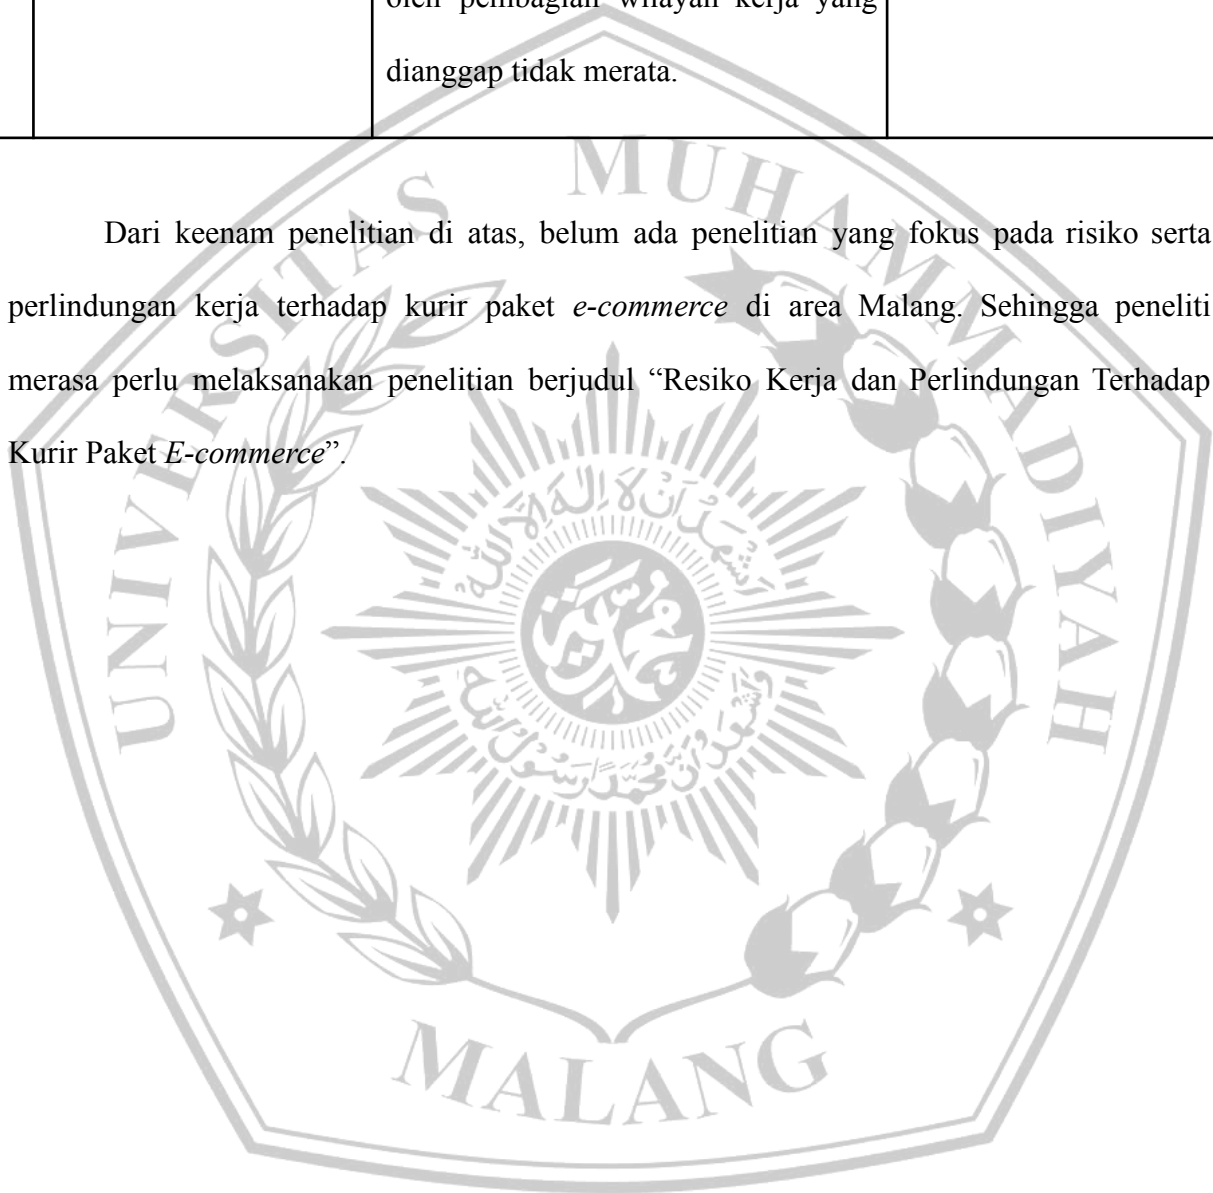 oleh pembagian wilayah kerja yang
dianggap tidak merata.
Dari keenam penelitian di atas, belum ada penelitian yang fokus pada risiko serta
perlindungan kerja terhadap kurir paket e-commerce di area Malang. Sehingga peneliti
merasa perlu melaksanakan penelitian berjudul “Resiko Kerja dan Perlindungan Terhadap
Kurir Paket E-commerce”.
UNIVERSITAS MUHAMMADIYAH
MALANG